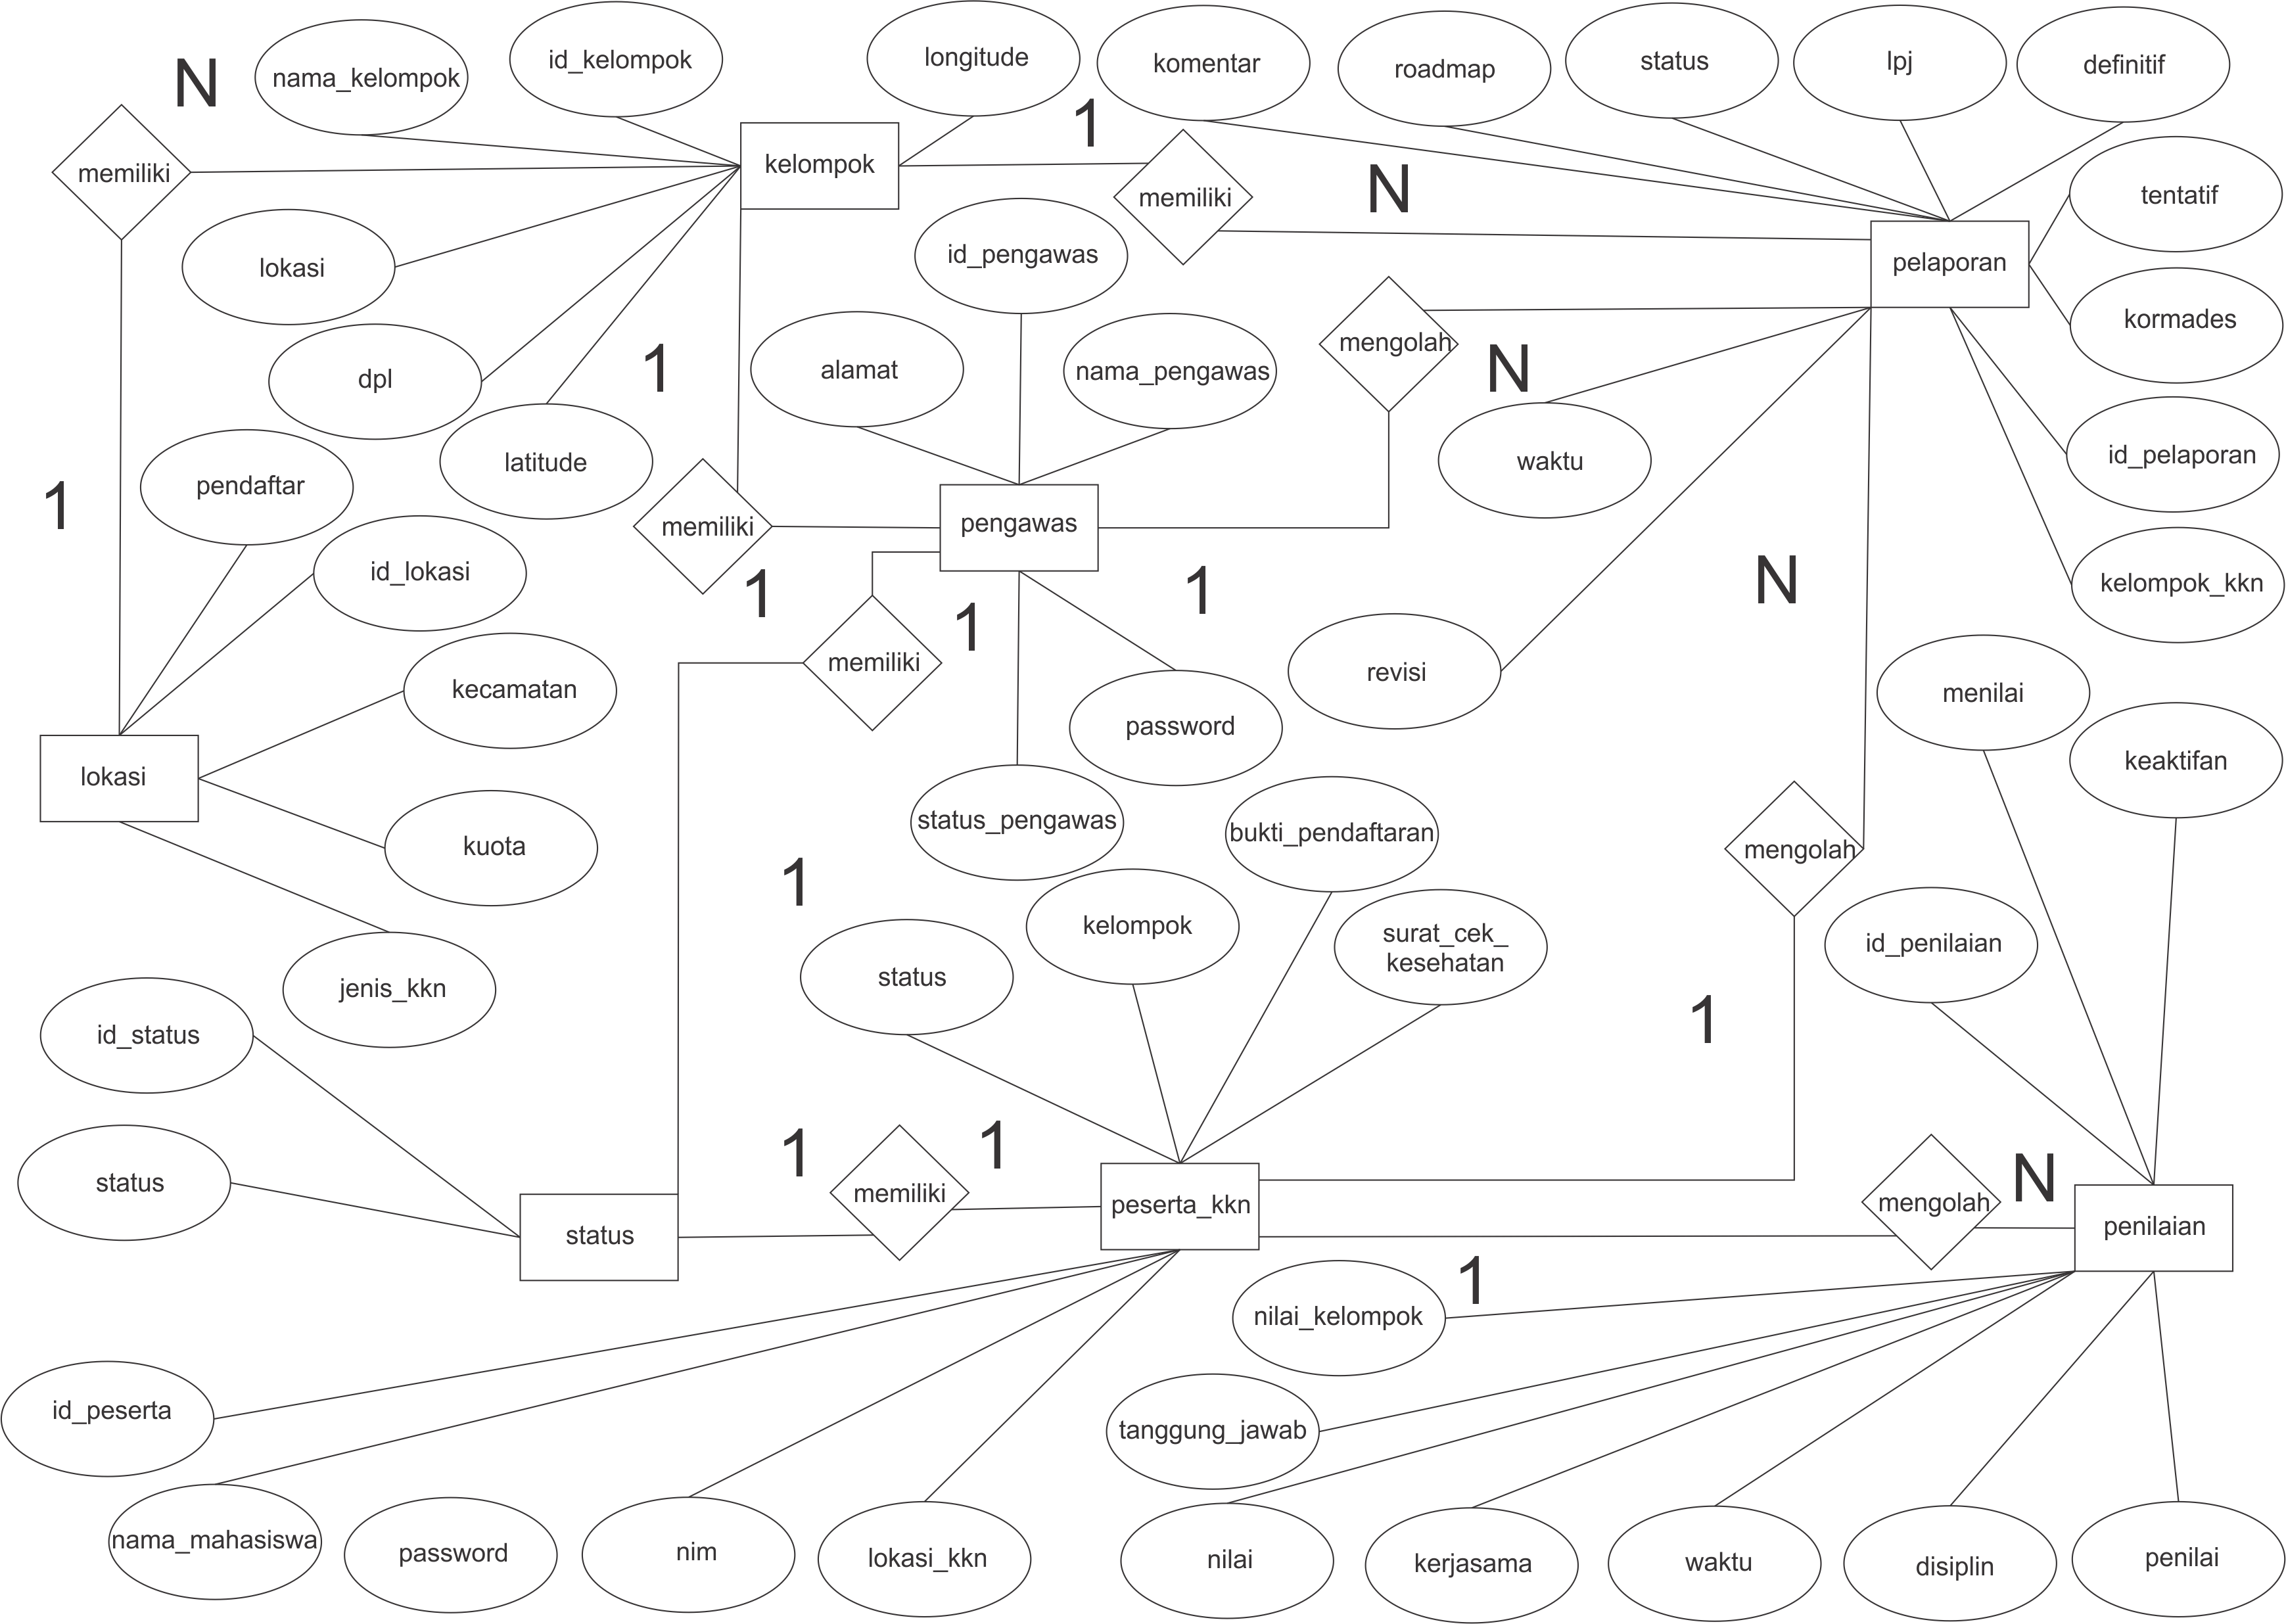 N
nama_kelompok
id_kelompok
longitude
komentar
roadmap
status
lpj
definitif
1
memiliki
kelompok
memiliki
N
tentatif
lokasi
id_pengawas
pelaporan
kormades
dpl
1
alamat
nama_pengawas
mengolah
N
latitude
waktu
id_pelaporan
pendaftar
1
memiliki
pengawas
id_lokasi
1
1
1
N
kelompok_kkn
kecamatan
memiliki
revisi
menilai
password
keaktifan
lokasi
status_pengawas
bukti_pendaftaran
kuota
mengolah
1
kelompok
surat_cek_
kesehatan
id_penilaian
status
jenis_kkn
id_status
1
1
1
status
memiliki
peserta_kkn
mengolah
N
status
penilaian
1
nilai_kelompok
id_peserta
tanggung_jawab
nama_mahasiswa
password
nim
lokasi_kkn
nilai
kerjasama
waktu
disiplin
penilai